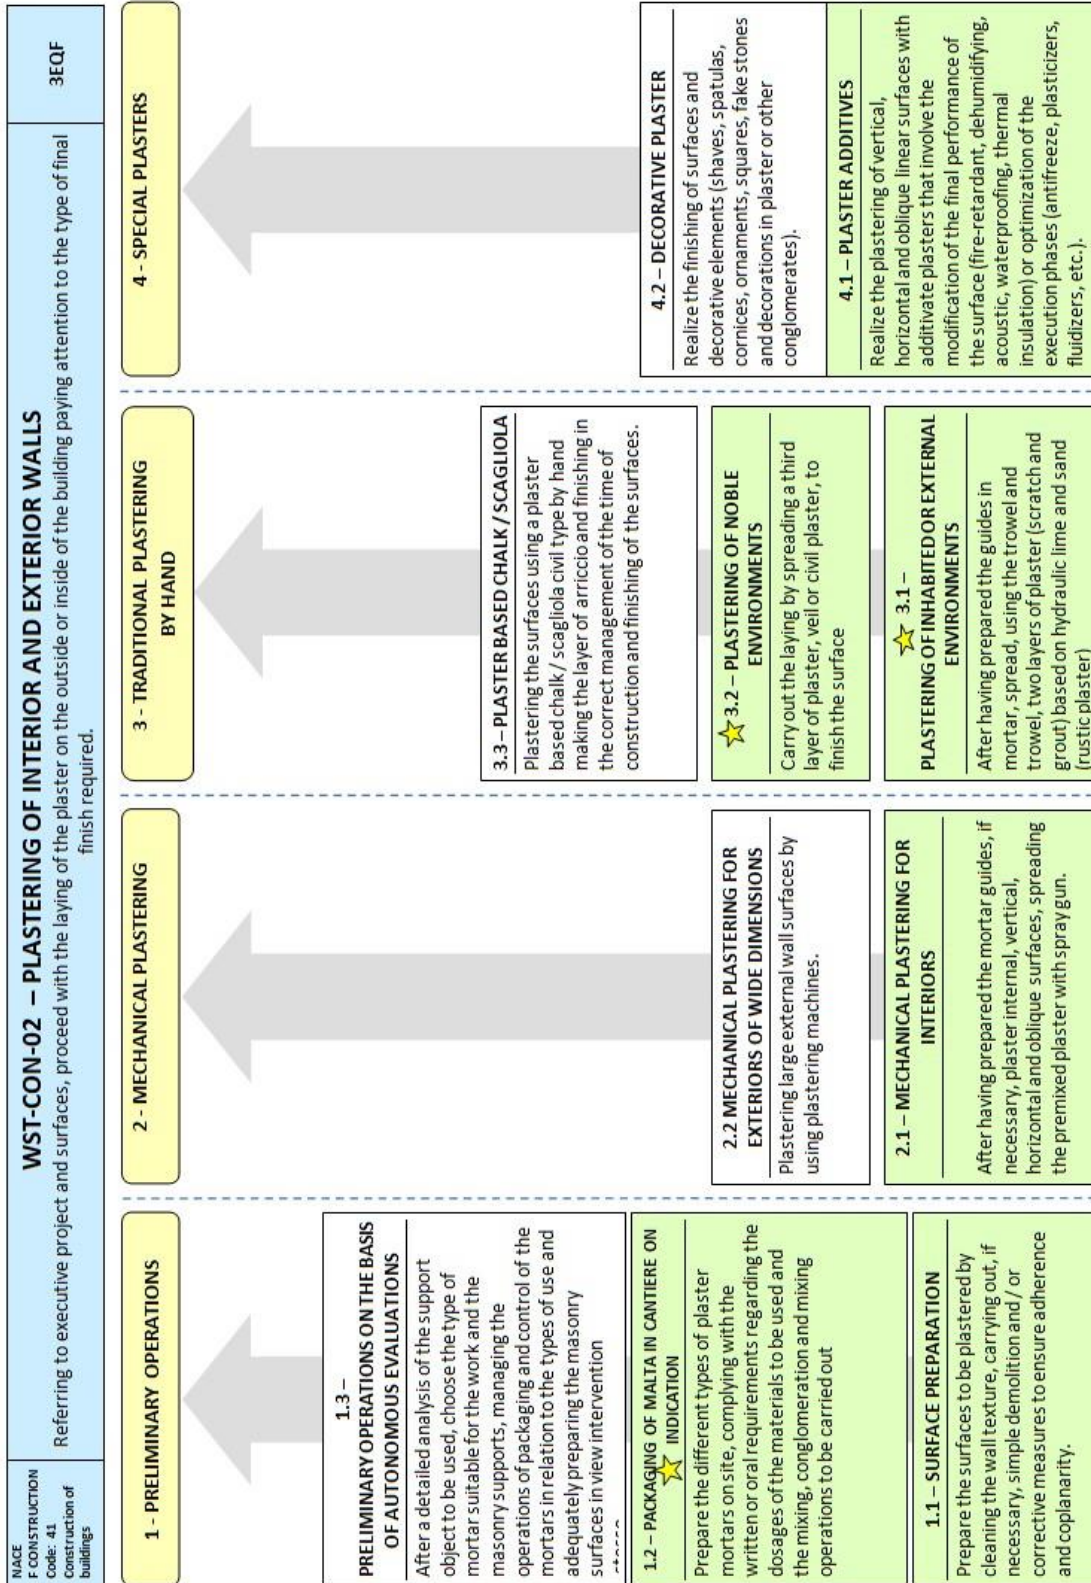 NACE
F CONSTRUCTION
Code: 41
Construction of
buildings
WST-CON-02 – PLASTERING OF INTERIOR AND EXTERIOR WALLS
Referring to executive project and surfaces, proceed with the laying of the plaster on the outside or inside of the building paying attention to the type of final
finish required.
3EQF
1 - PRELIMINARY OPERATIONS
1.3 –
PRELIMINARY OPERATIONS ON THE BASIS
OF AUTONOMOUS EVALUATIONS
After a detailed analysis of the support
object to be used, choose the type of
mortar suitable for the work and the
masonry supports, managing the
operations of packaging and control of the
mortars in relation to the types of use and
adequately preparing the masonry
surfaces in view intervention
1.2 – PACKAGING OF MALTA IN CANTIERE ON
INDICATION
Prepare the different types of plaster
mortars on site, complying with the
written or oral requirements regarding the
dosages of the materials to be used and
the mixing, conglomeration and mixing
operations to be carried out
1.1 – SURFACE PREPARATION
Prepare the surfaces to be plastered by
cleaning the wall texture, carrying out, if
necessary, simple demolition and / or
corrective measures to ensure adherence
and coplanarity.
2 - MECHANICAL PLASTERING
2.2 MECHANICAL PLASTERING FOR
EXTERIORS OF WIDE DIMENSIONS
Plastering large external wall surfaces by
using plastering machines.
2.1 – MECHANICAL PLASTERING FOR
INTERIORS
After having prepared the mortar guides, if
necessary, plaster internal, vertical,
horizontal and oblique surfaces, spreading
the premixed plaster with spray gun.
3 - TRADITIONAL PLASTERING
BY HAND
3.3 – PLASTER BASED CHALK / SCAGLIOLA
Plastering the surfaces using a plaster
based chalk / scagliola civil type by hand
making the layer of arriccio and finishing in
the correct management of the time of
construction and finishing of the surfaces.
3.2 – PLASTERING OF NOBLE
ENVIRONMENTS
Carry out the laying by spreading a third
layer of plaster, veil or civil plaster, to
finish the surface
3.1 –
PLASTERING OF INHABITED OR EXTERNAL
ENVIRONMENTS
After having prepared the guides in
mortar, spread, using the trowel and
trowel, two layers of plaster (scratch and
grout) based on hydraulic lime and sand
(rustic plaster)
4 - SPECIAL PLASTERS
4.2 – DECORATIVE PLASTER
Realize the finishing of surfaces and
decorative elements (shaves, spatulas,
cornices, ornaments, squares, fake stones
and decorations in plaster or other
conglomerates).
4.1 – PLASTER ADDITIVES
Realize the plastering of vertical,
horizontal and oblique linear surfaces with
additivate plasters that involve the
modification of the final performance of
the surface (fire-retardant, dehumidifying,
acoustic, waterproofing, thermal
insulation) or optimization of the
execution phases (antifreeze, plasticizers,
fluidizers, etc.).